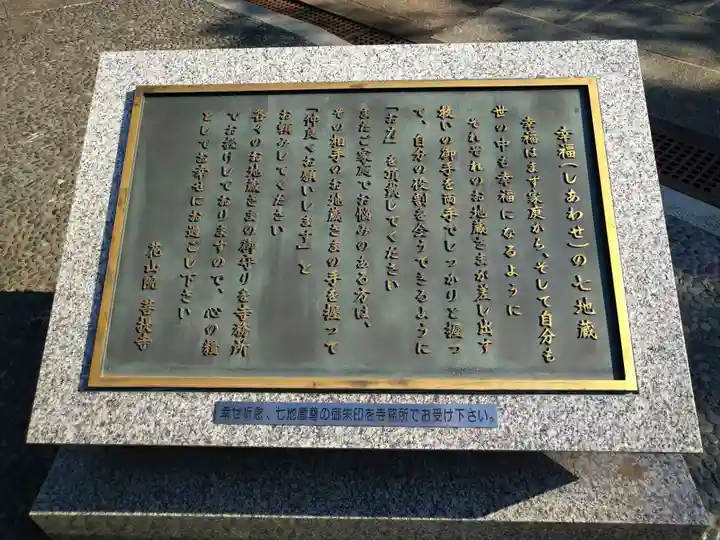 幸福(しあわせ)の七地蔵
幸福はまず家庭から、そして自分も
世の中も幸福になるように
それぞれのお地蔵さまが差し出す
救いの御手を両手でしっかりと握っ
て、自分の役割を全うできるように
「お力」を頂戴してください
またご家庭でお悩みのある方は、
その相手のお地蔵さまの手を握って
「仲良くお願いします」と
お頼みしてください
各々のお地蔵さまの御守りを寺務所
でお授けしておりますので、心の糧
としてお幸せにお過ごし下さい
花山院 菩提寺
幸せ祈念、七地蔵尊の御朱印を寺務所でお受け下さい。